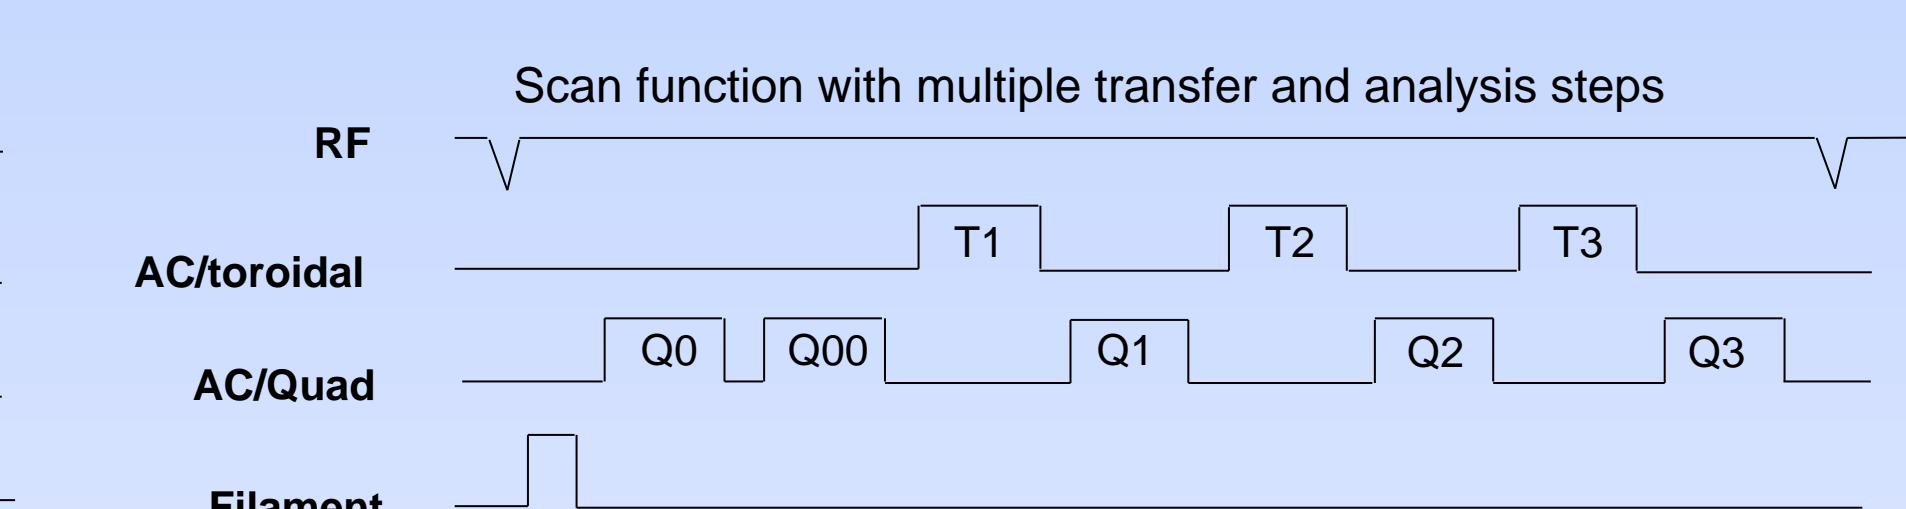 Scan function with multiple transfer and analysis steps
RF
T1 T2 T3
AC/toroidal
Q0 Q00 Q1 Q2 Q3
AC/Quad
Filament